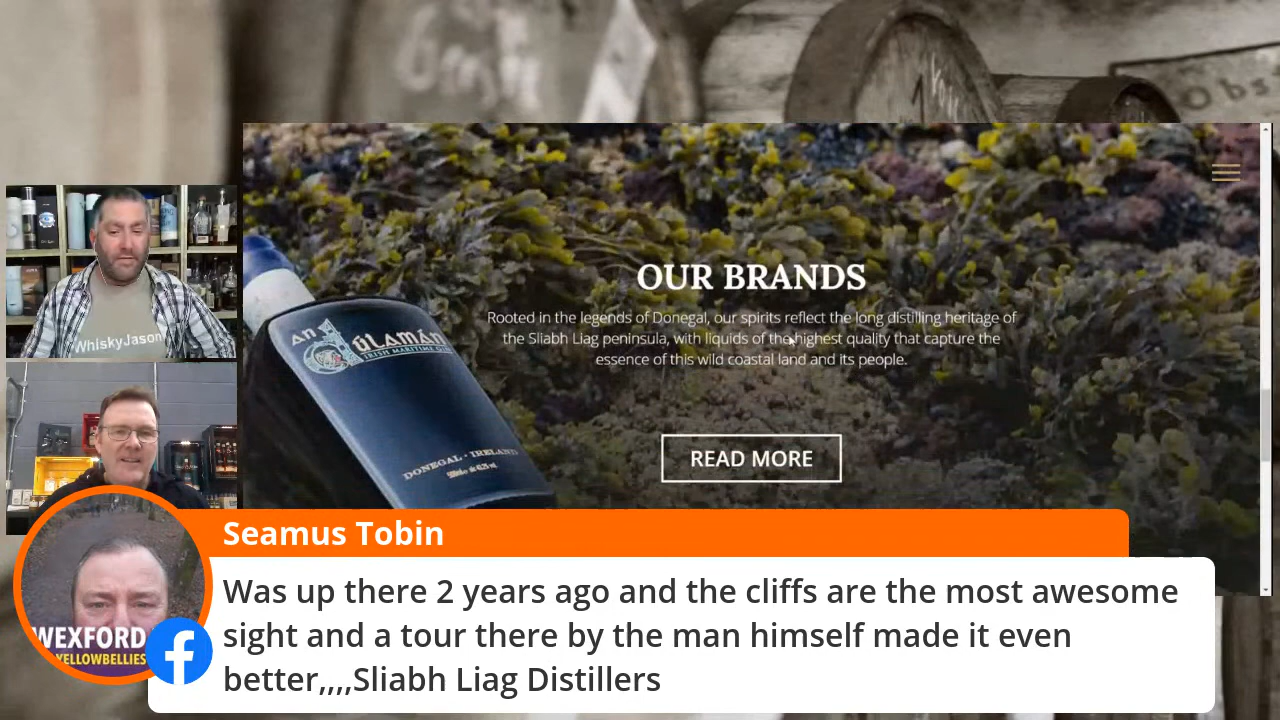 OUR BRANDS
Rooted in the legends of Donegal, our spirits reflect the long distilling heritage of
the Sliabh Liag peninsula, with liquids of the highest quality that capture the
essence of this wild coastal land and its people.
READ MORE
AN DÚLAMÁN
IRISH MARITIME GIN
DONEGAL · IRELAND
WhiskyJason
Seamus Tobin
Was up there 2 years ago and the cliffs are the most awesome
sight and a tour there by the man himself made it even
better,,,,Sliabh Liag Distillers
WEXFORD
YELLOWBELLIES